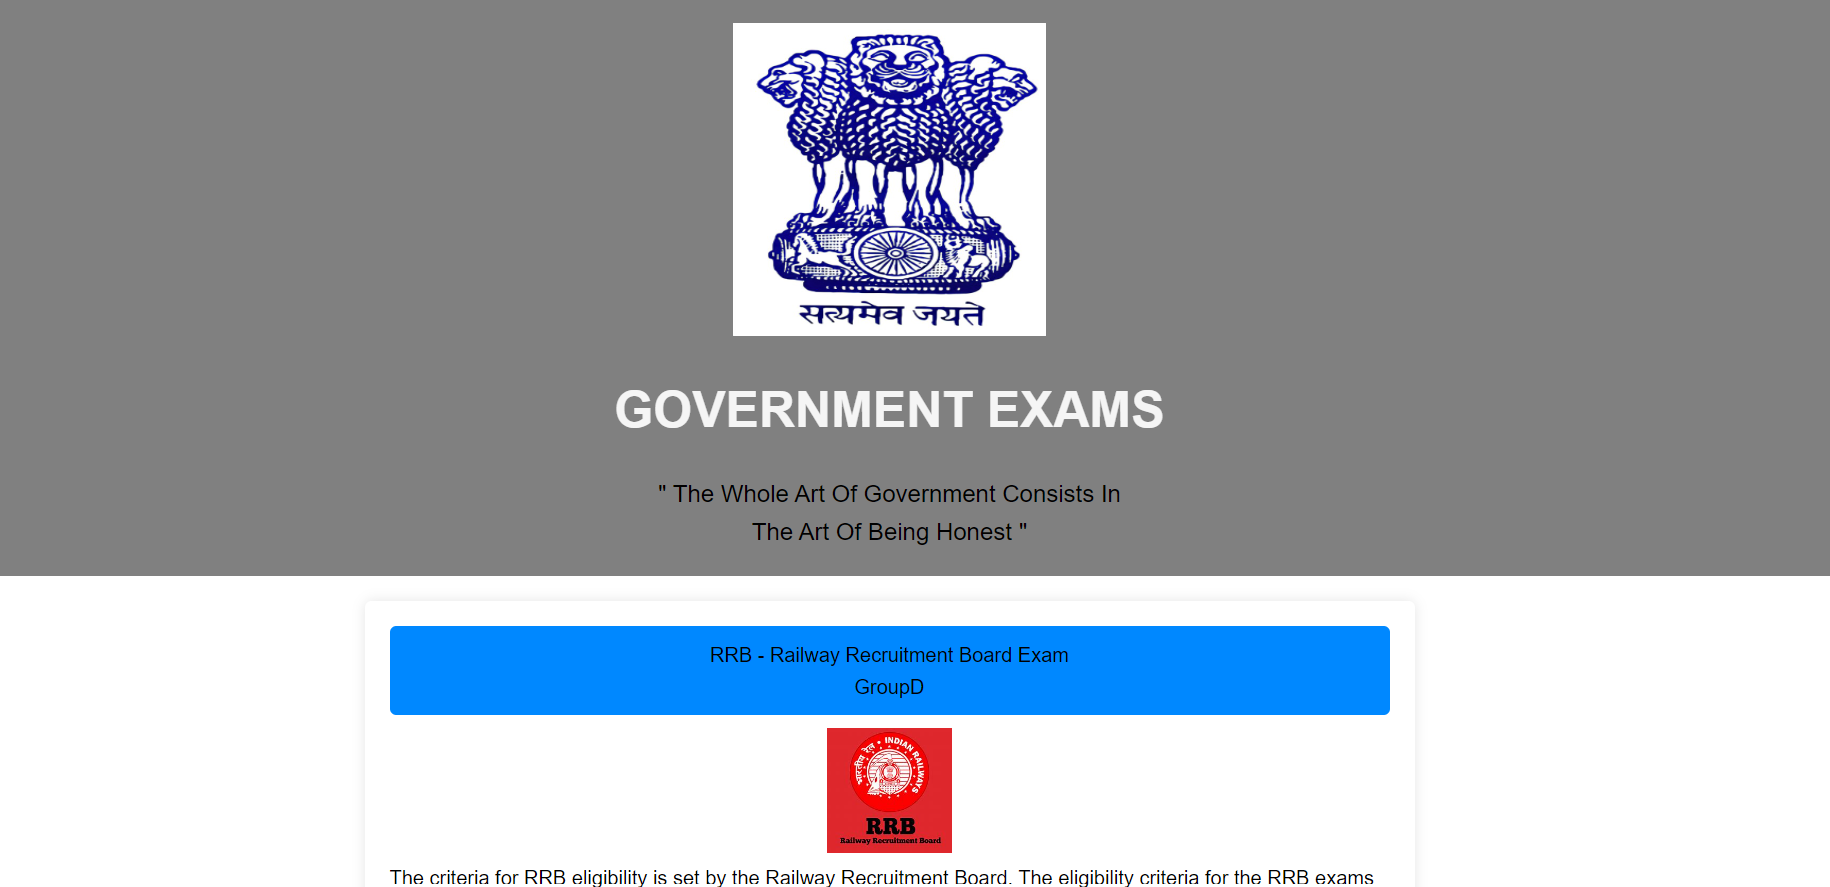 सत्यमेव जयते
GOVERNMENT EXAMS
" The Whole Art Of Government Consists In
The Art Of Being Honest "
RRB - Railway Recruitment Board Exam
GroupD
भारतीय रेल • INDIAN RAILWAYS
RRB
Railway Recruitment Board
The criteria for RRB eligibility is set by the Railway Recruitment Board. The eligibility criteria for the RRB exams